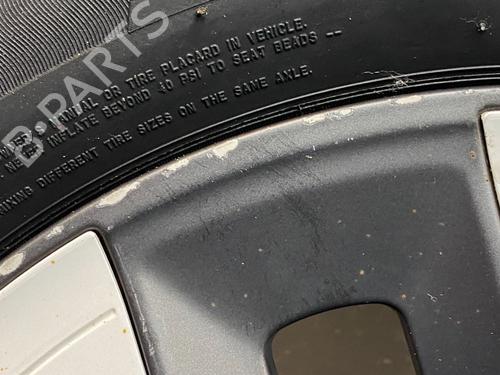 MANUAL OR TIRE PLACARD IN VEHICLE.
INFLATE BEYOND 40 PSI TO SEAT BEADS --
MIXING DIFFERENT TIRE SIZES ON THE SAME AXLE.
B-PARTS